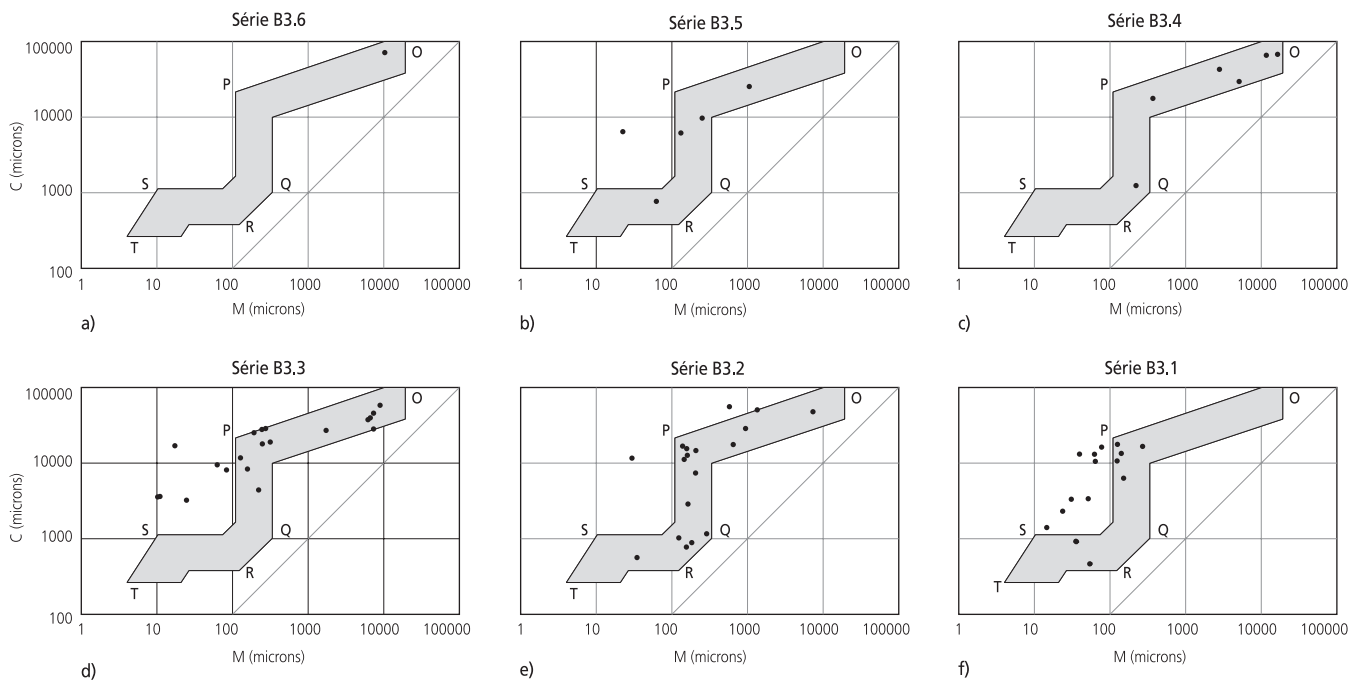 Série B3.6
Série B3.5
Série B3.4
100000
10000
1000
100
C (microns)
P
O
S
Q
R
T
1 10 100 1000 10000 100000
M (microns)
a)
P
O
S
Q
R
T
1 10 100 1000 10000 100000
M (microns)
b)
P
O
S
Q
R
T
1 10 100 1000 10000 100000
M (microns)
c)
Série B3.3
Série B3.2
Série B3.1
100000
10000
1000
100
C (microns)
P
O
S
Q
R
T
1 10 100 1000 10000 100000
M (microns)
d)
P
O
S
Q
R
T
1 10 100 1000 10000 100000
M (microns)
e)
P
O
S
Q
R
T
1 10 100 1000 10000 100000
M (microns)
f)